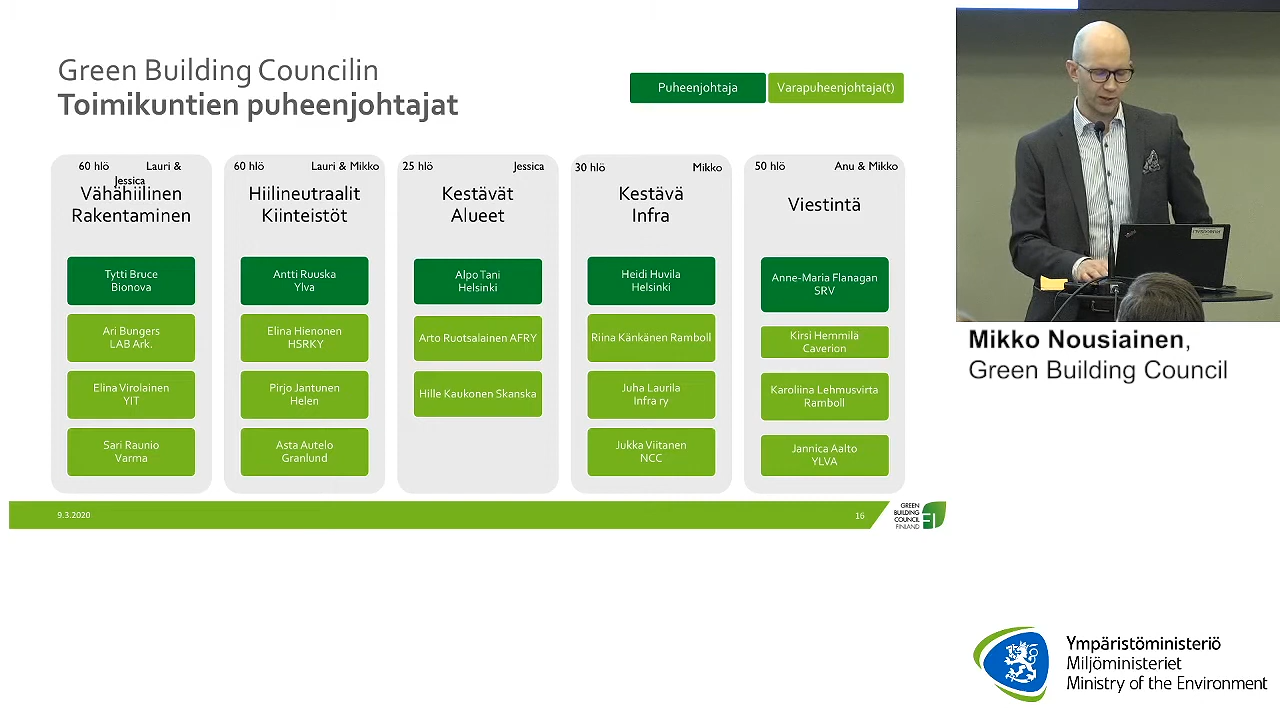 Green Building Councilin
Toimikuntien puheenjohtajat
Puheenjohtaja
Varapuheenjohtaja(t)
60 hlö Lauri &
Jessica
Vähähiilinen
Rakentaminen
Tytti Bruce
Bionova
Ari Bungers
LAB Ark.
Elina Virolainen
YIT
Sari Raunio
Varma
60 hlö Lauri & Mikko
Hiilineutraalit
Kiinteistöt
Antti Ruuska
Ylva
Elina Hienonen
HSRKY
Pirjo Jantunen
Helen
Asta Autelo
Granlund
25 hlö Jessica
Kestävät
Alueet
Alpo Tani
Helsinki
Arto Ruotsalainen AFRY
Hille Kaukonen Skanska
30 hlö Mikko
Kestävä
Infra
Heidi Huvila
Helsinki
Riina Känkänen Ramboll
Juha Laurila
Infra ry
Jukka Viitanen
NCC
50 hlö Anu & Mikko
Viestintä
Anne-Maria Flanagan
SRV
Kirsi Hemmilä
Caverion
Karoliina Lehmusvirta
Ramboll
Jannica Aalto
YLVA
9.3.2020
16
GREEN
BUILDING
COUNCIL
FINLAND
Mikko Nousiainen,
Green Building Council
Ympäristöministeriö
Miljöministeriet
Ministry of the Environment